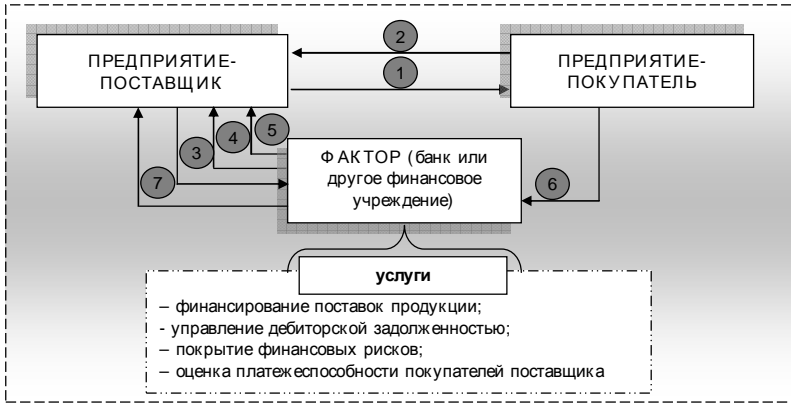 2
ПРЕДПРИЯТИЕ-
ПОСТАВЩИК
1
ПРЕДПРИЯТИЕ-
ПОКУПАТЕЛЬ
3
4
5
7
ФАКТОР (банк или
другое финансовое
учреждение)
6
услуги
– финансирование поставок продукции;
- управление дебиторской задолженностью;
– покрытие финансовых рисков;
– оценка платежеспособности покупателей поставщика